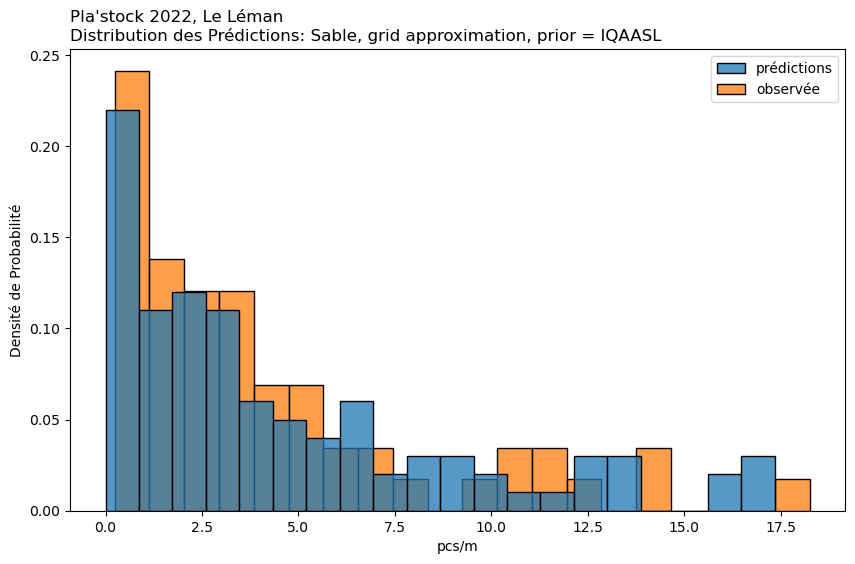 Pla'stock 2022, Le Léman
Distribution des Prédictions: Sable, grid approximation, prior = IQAASL
prédictions
observée
Densité de Probabilité
0.25
0.20
0.15
0.10
0.05
0.00
0.0
2.5
5.0
7.5
10.0
12.5
15.0
17.5
pcs/m